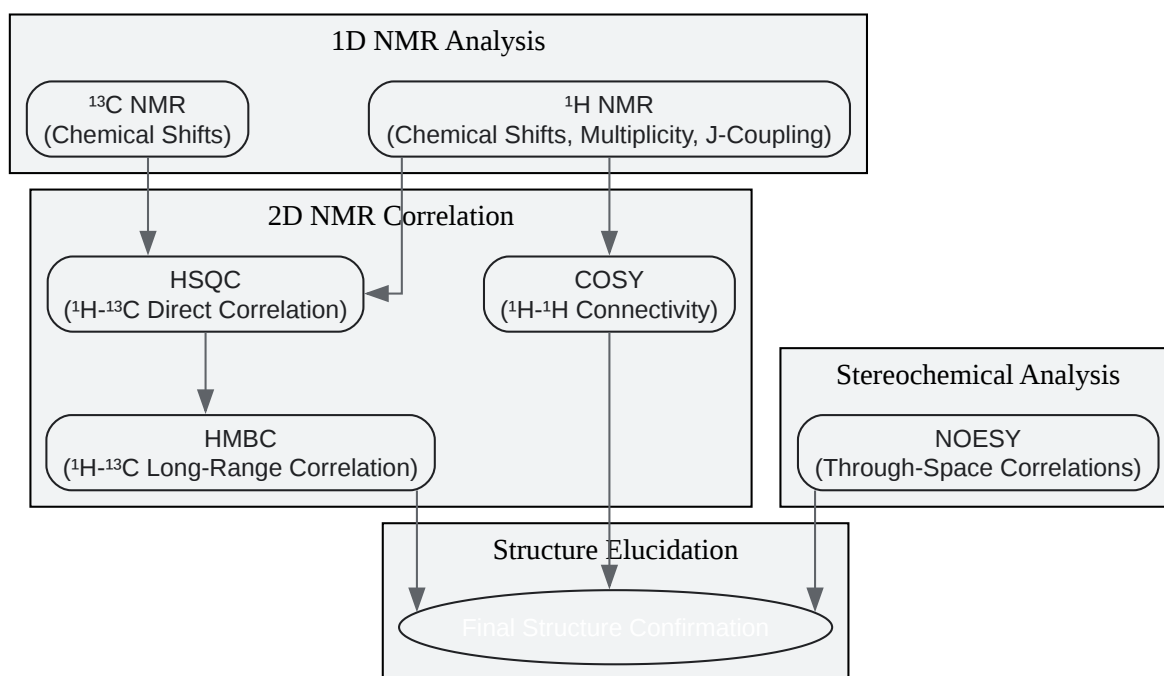 1D NMR Analysis
¹³C NMR
(Chemical Shifts)
¹H NMR
(Chemical Shifts, Multiplicity, J-Coupling)
2D NMR Correlation
HSQC
(¹H-¹³C Direct Correlation)
COSY
(¹H-¹H Connectivity)
HMBC
(¹H-¹³C Long-Range Correlation)
Stereochemical Analysis
NOESY
(Through-Space Correlations)
Structure Elucidation
Final Structure Confirmation